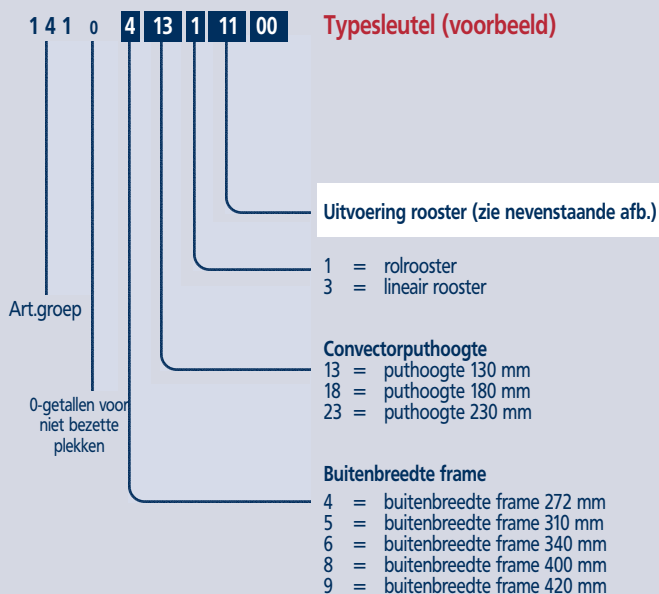 141 0 4 13 1 11 00 Typesleutel (voorbeeld)
Uitvoering rooster (zie nevenstaande afb.)
1 = rolrooster
3 = lineair rooster
Art.groep
Convectorputhoogte
13 = puthoogte 130 mm
18 = puthoogte 180 mm
23 = puthoogte 230 mm
0-getallen voor
niet bezette
plekken
Buitenbreedte frame
4 = buitenbreedte frame 272 mm
5 = buitenbreedte frame 310 mm
6 = buitenbreedte frame 340 mm
8 = buitenbreedte frame 400 mm
9 = buitenbreedte frame 420 mm